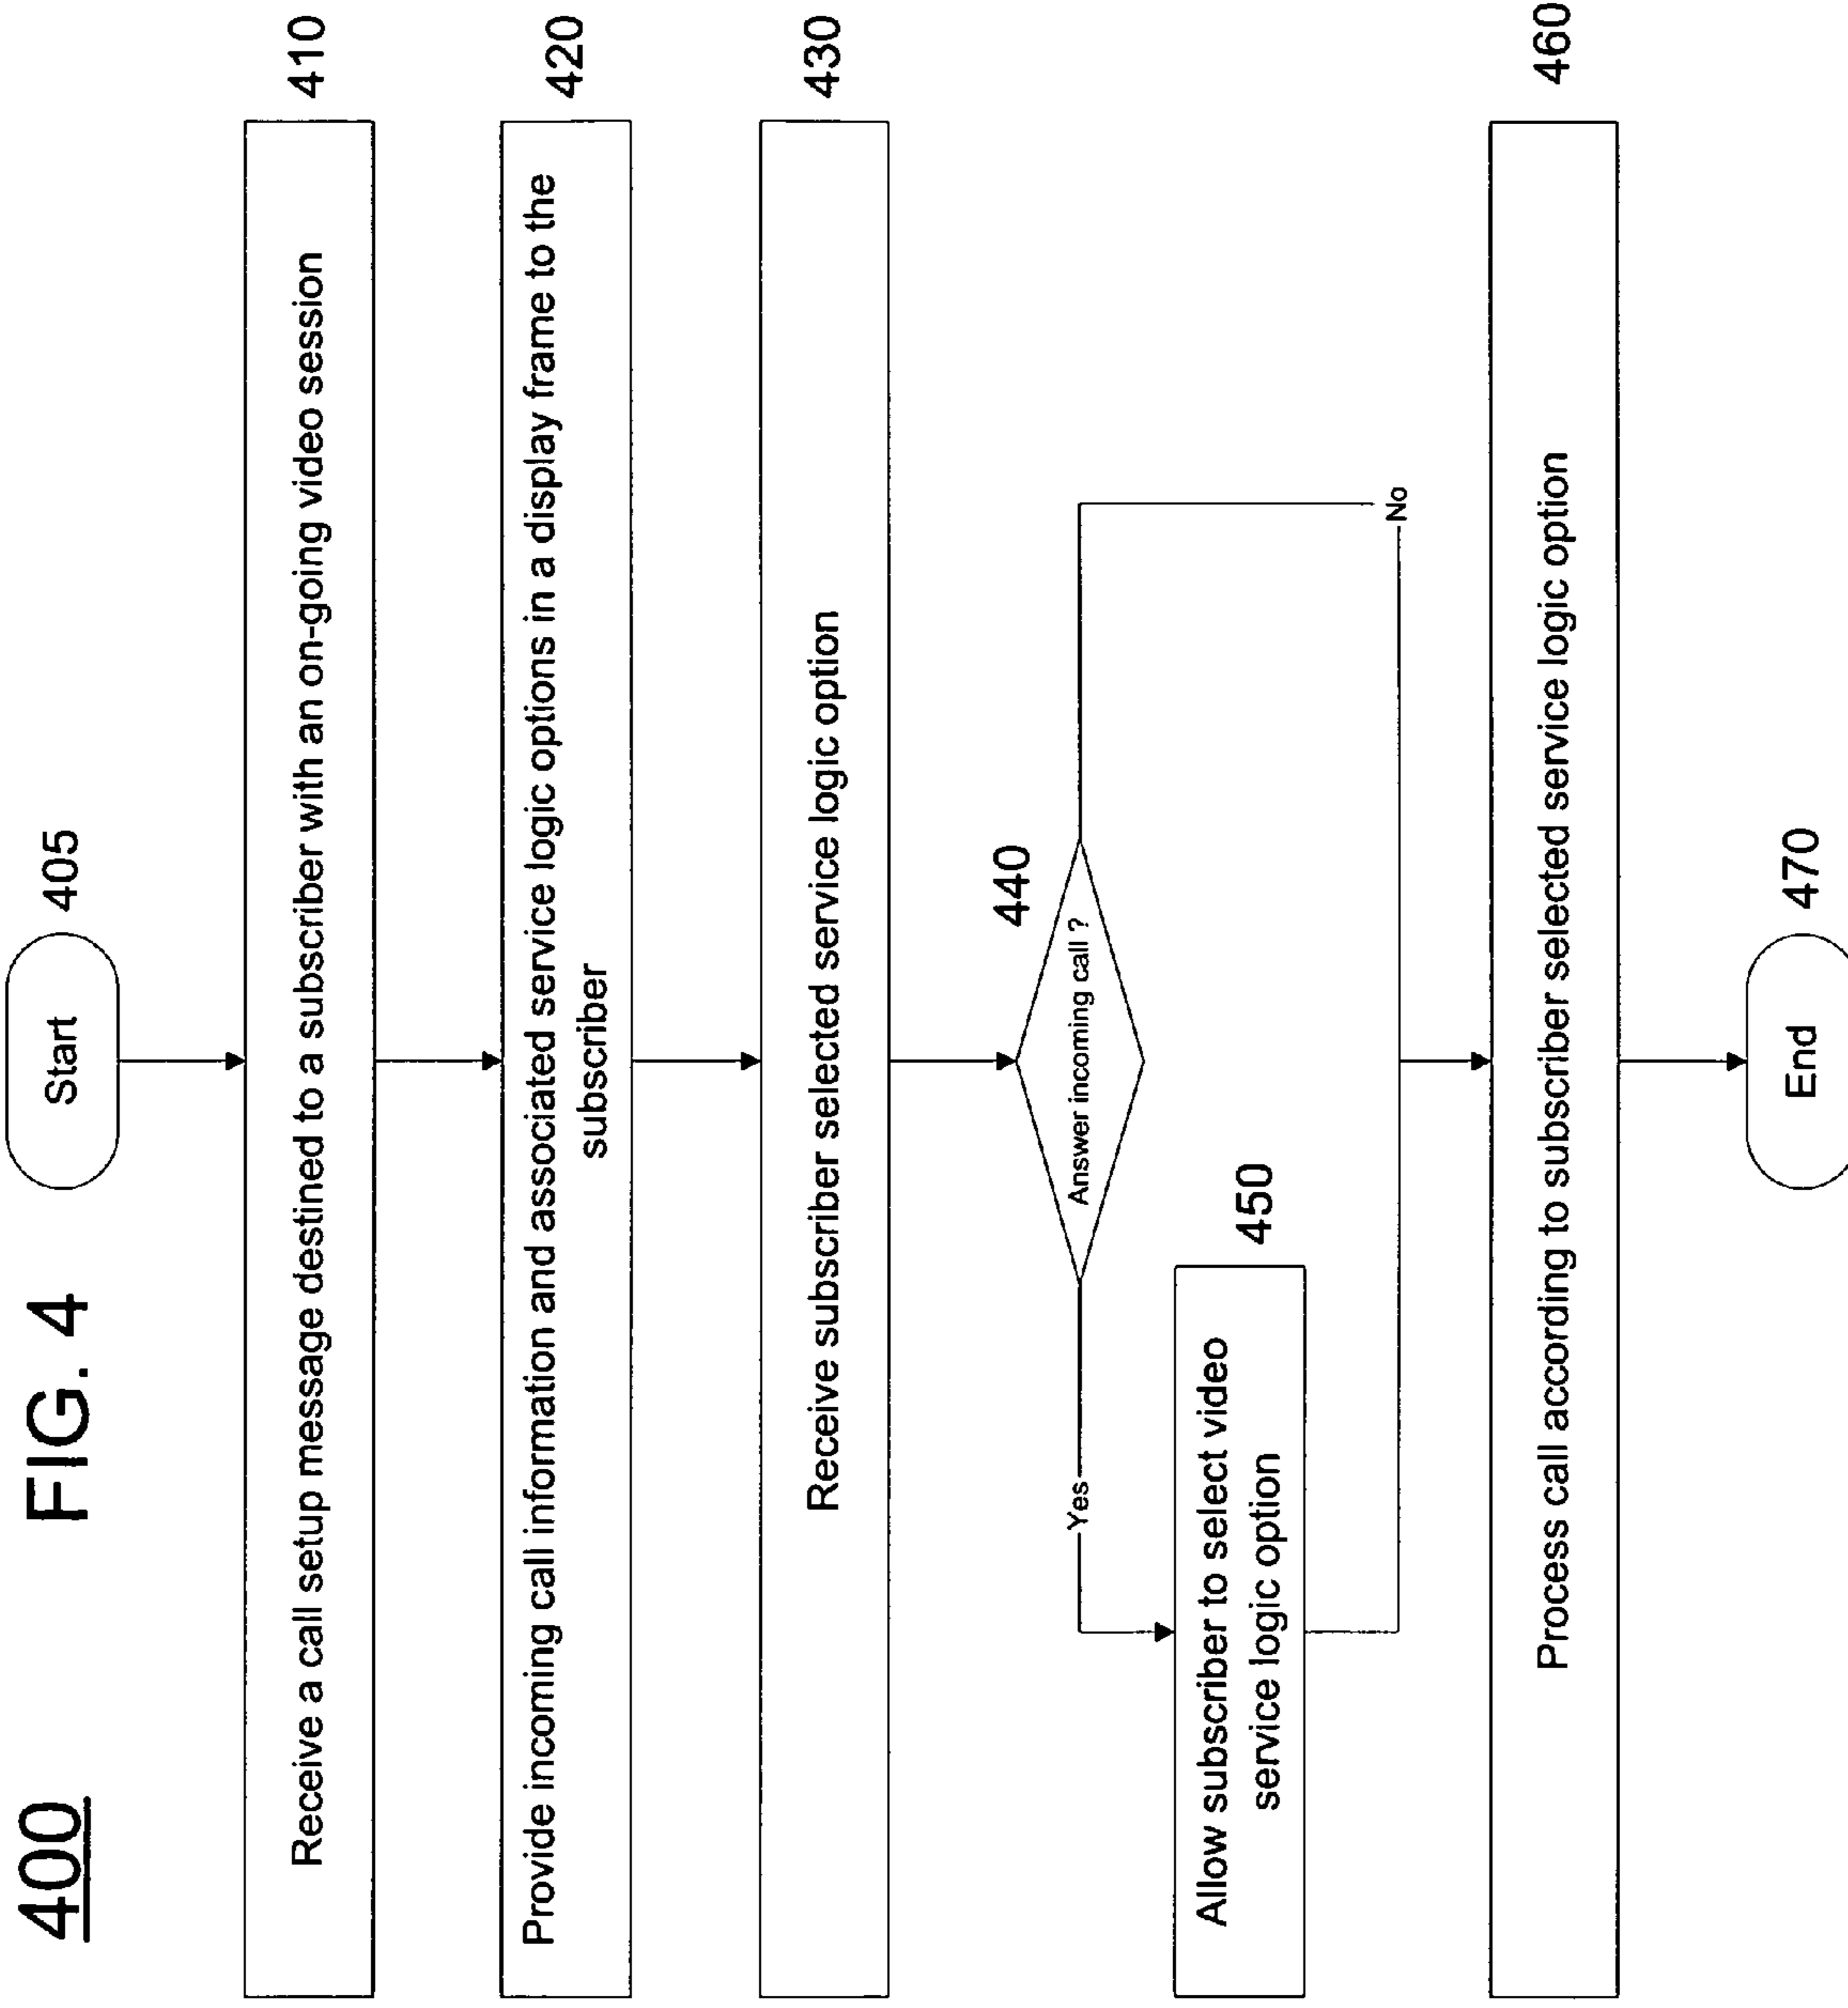 400
FIG. 4
Start
405
Receive a call setup message destined to a subscriber with an on-going video session
410
Provide incoming call information and associated service logic options in a display frame to the
subscriber
420
Receive subscriber selected service logic option
430
440
Answer incoming call ?
Yes
No
Allow subscriber to select video
service logic option
450
Process call according to subscriber selected service logic option
460
End
470